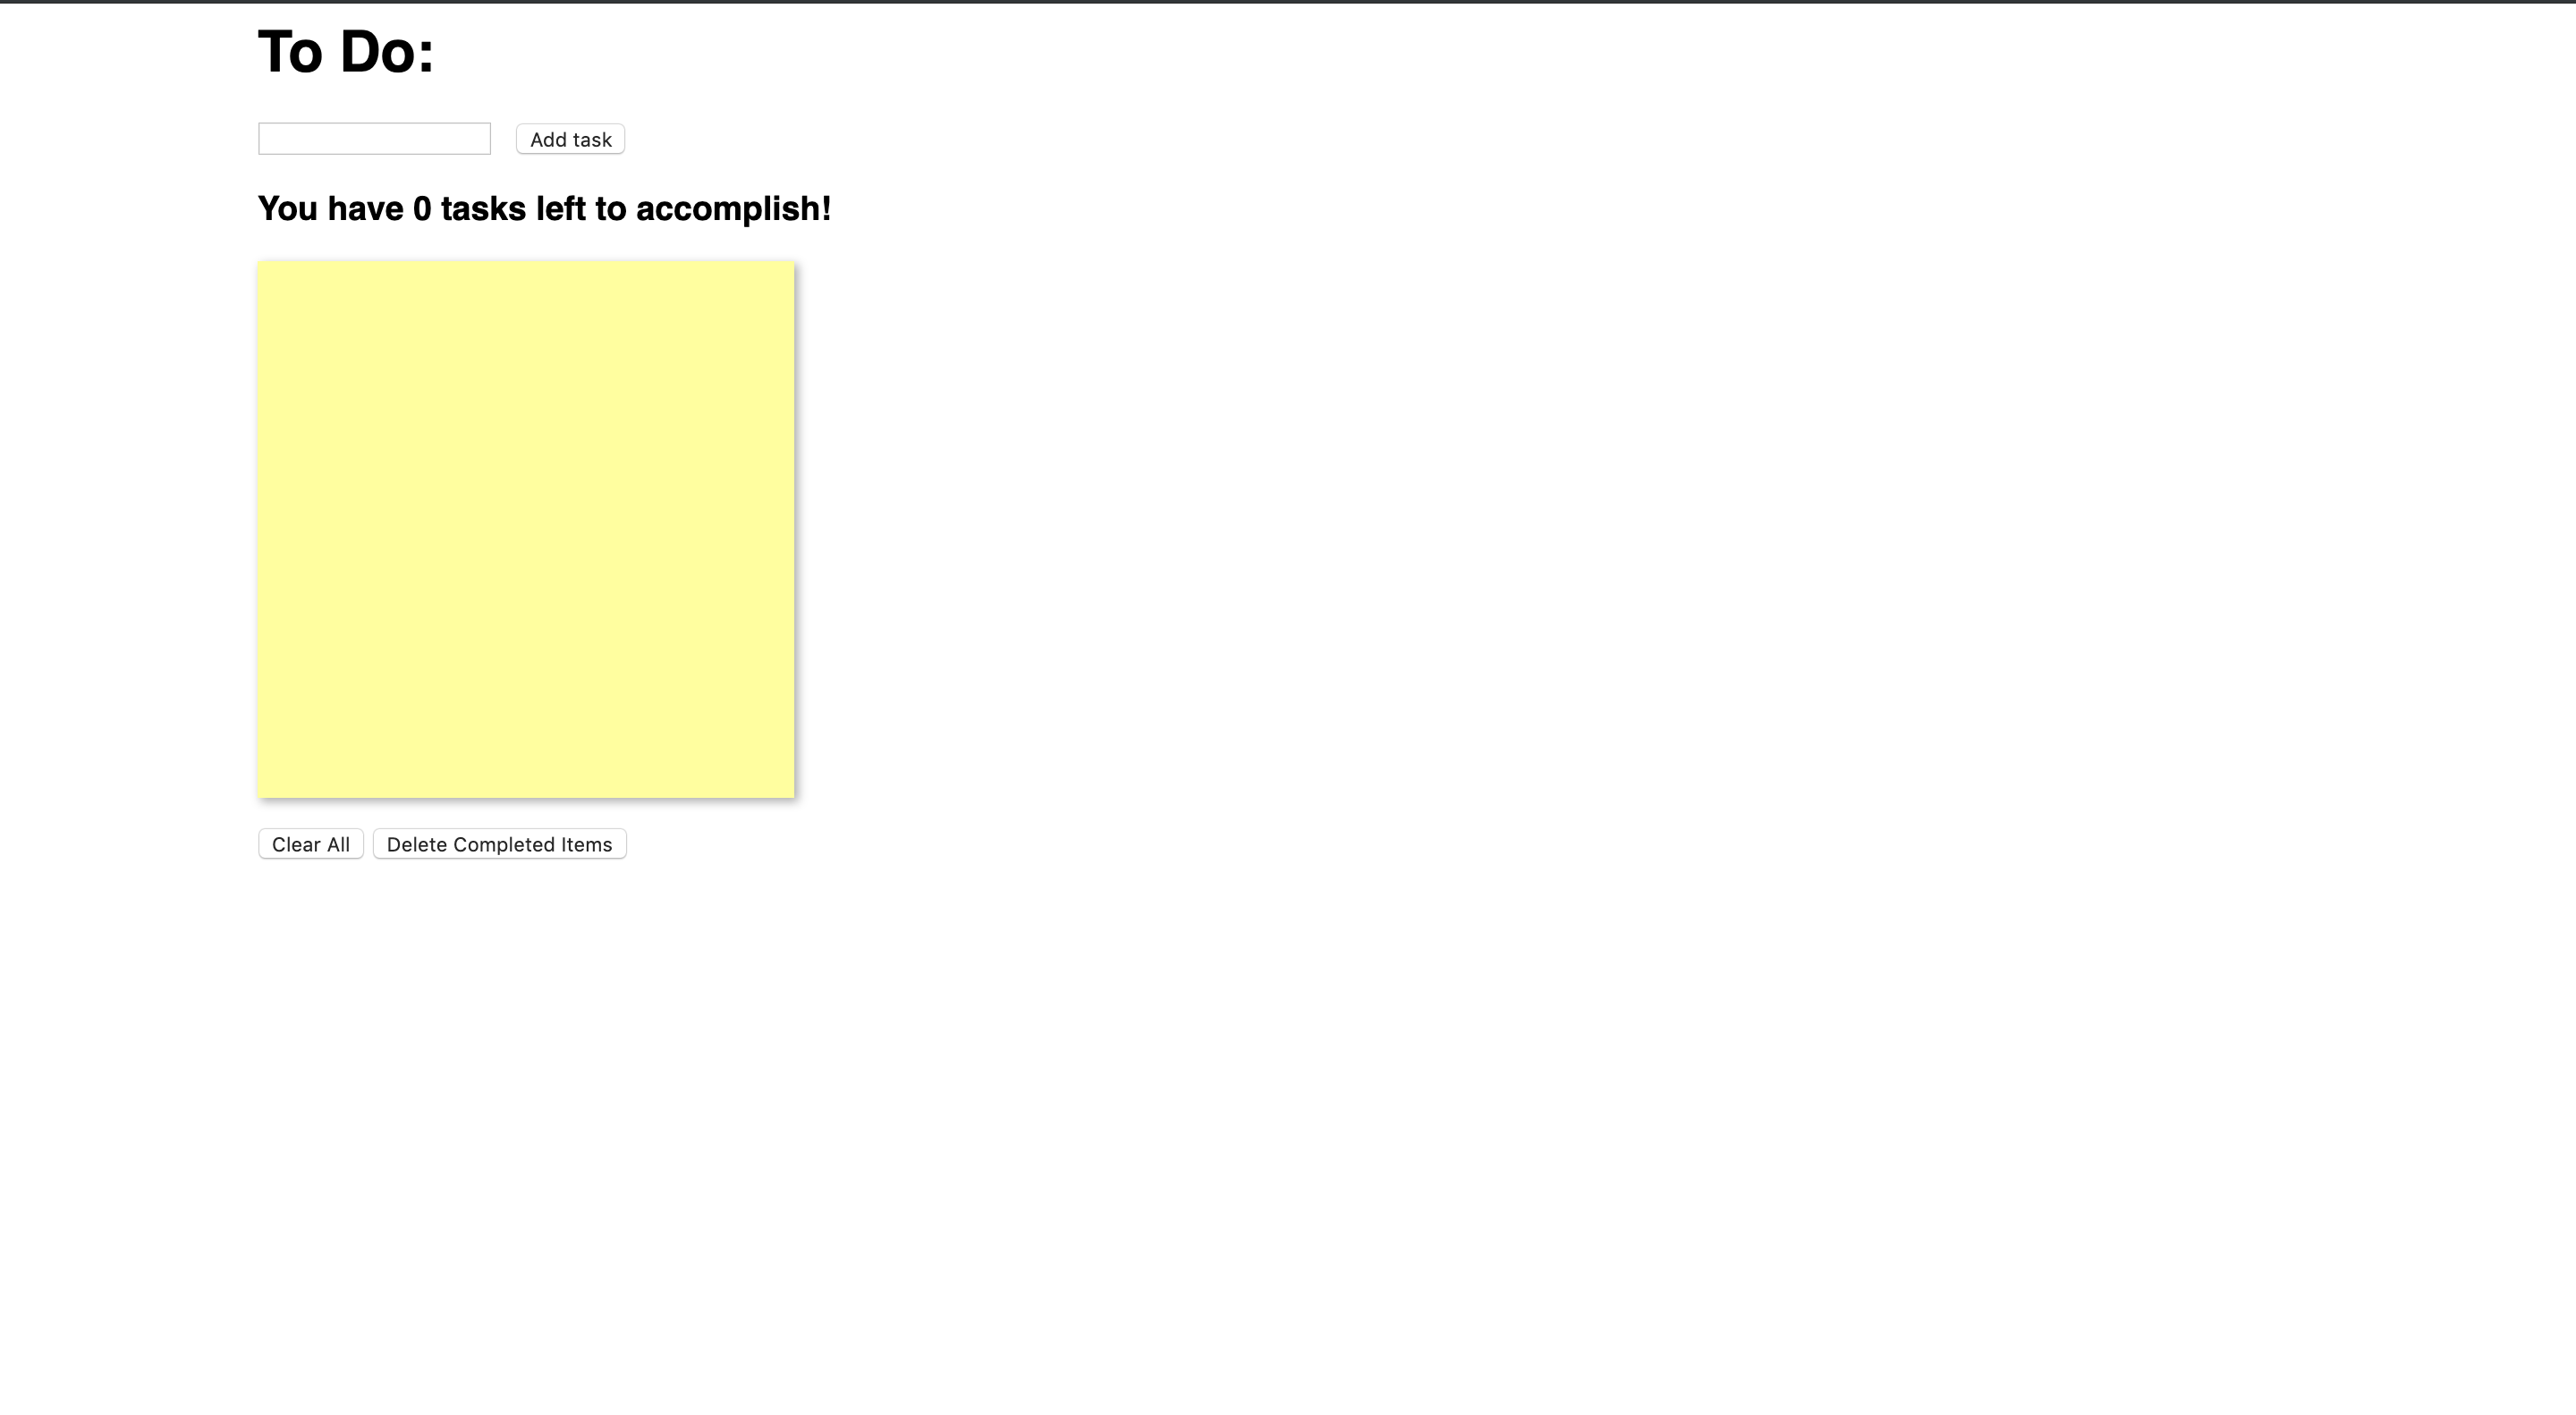 To Do:
Add task
You have 0 tasks left to accomplish!
Clear All Delete Completed Items